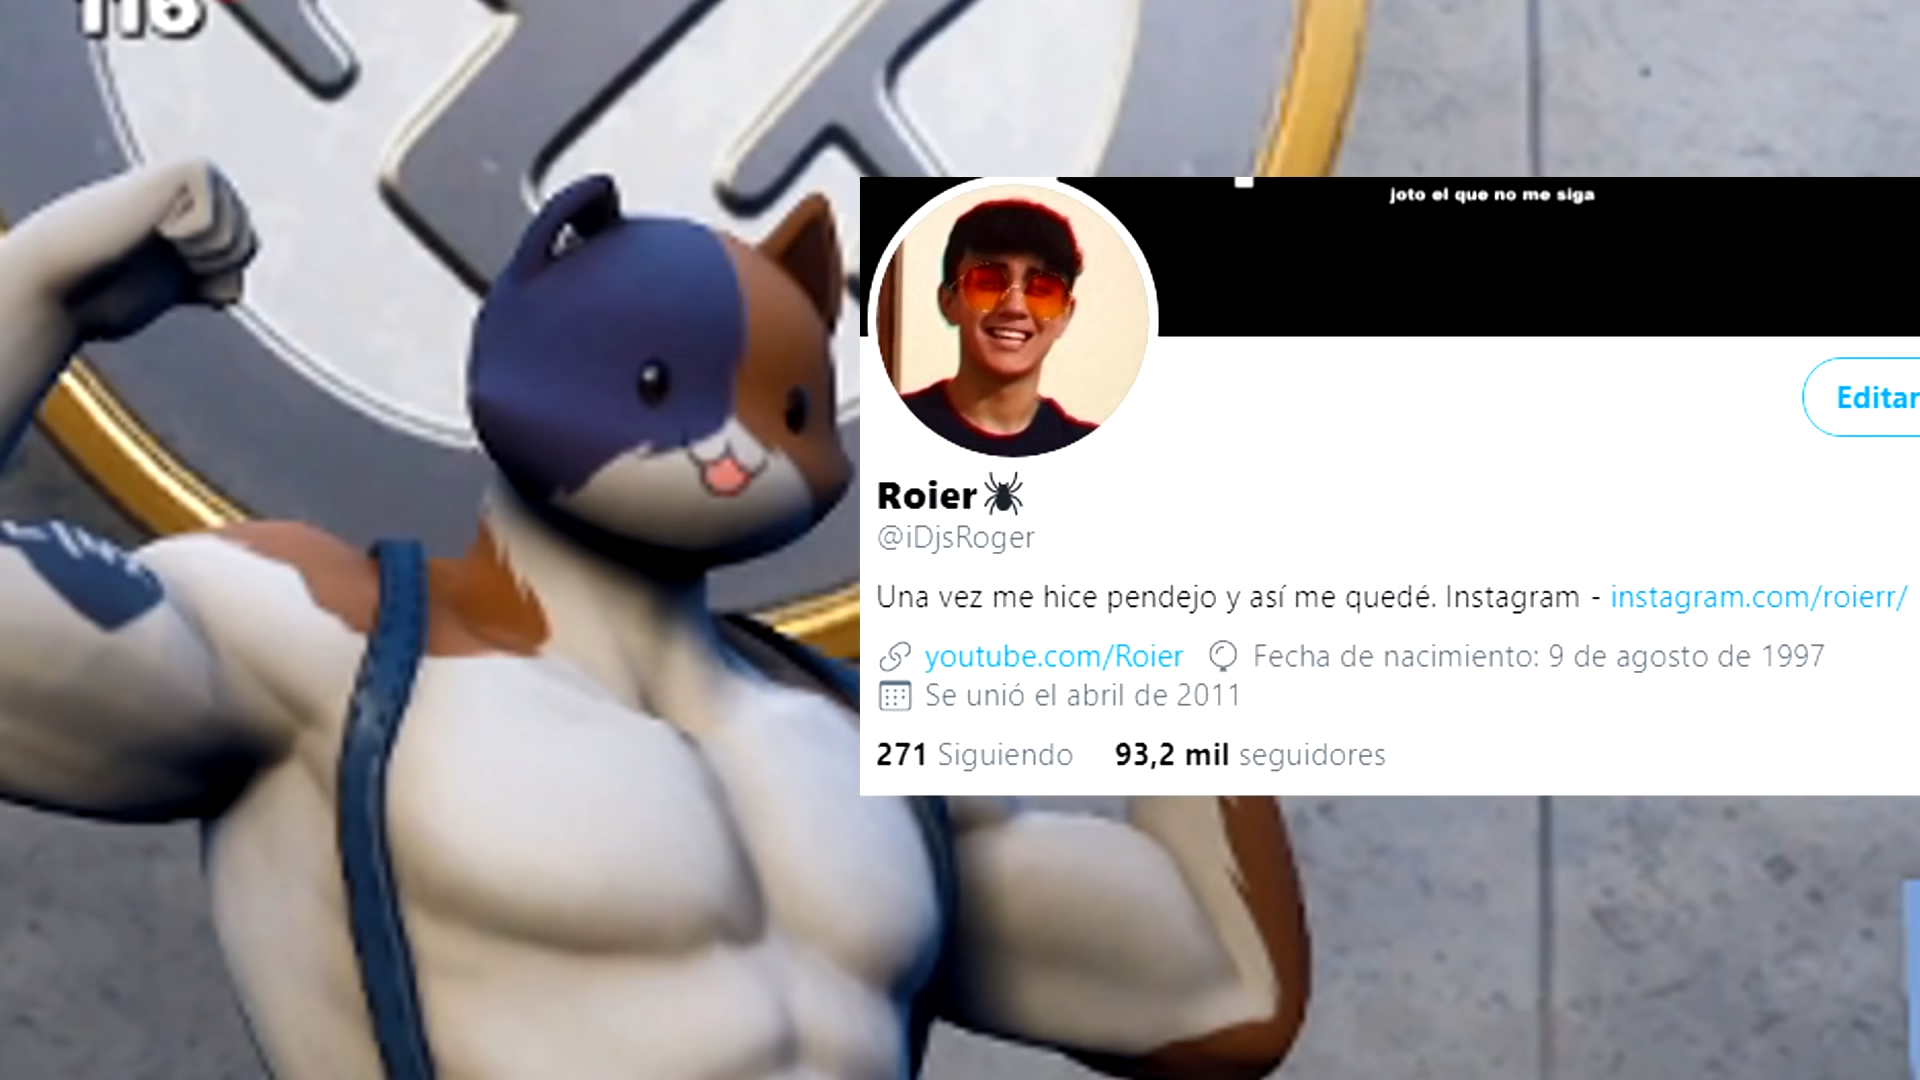 116
joto el que no me siga
Editar
Roier
@iDjsRoger
Una vez me hice pendejo y así me quedé. Instagram - instagram.com/roierr/
youtube.com/Roier Fecha de nacimiento: 9 de agosto de 1997
Se unió el abril de 2011
271 Siguiendo 93,2 mil seguidores